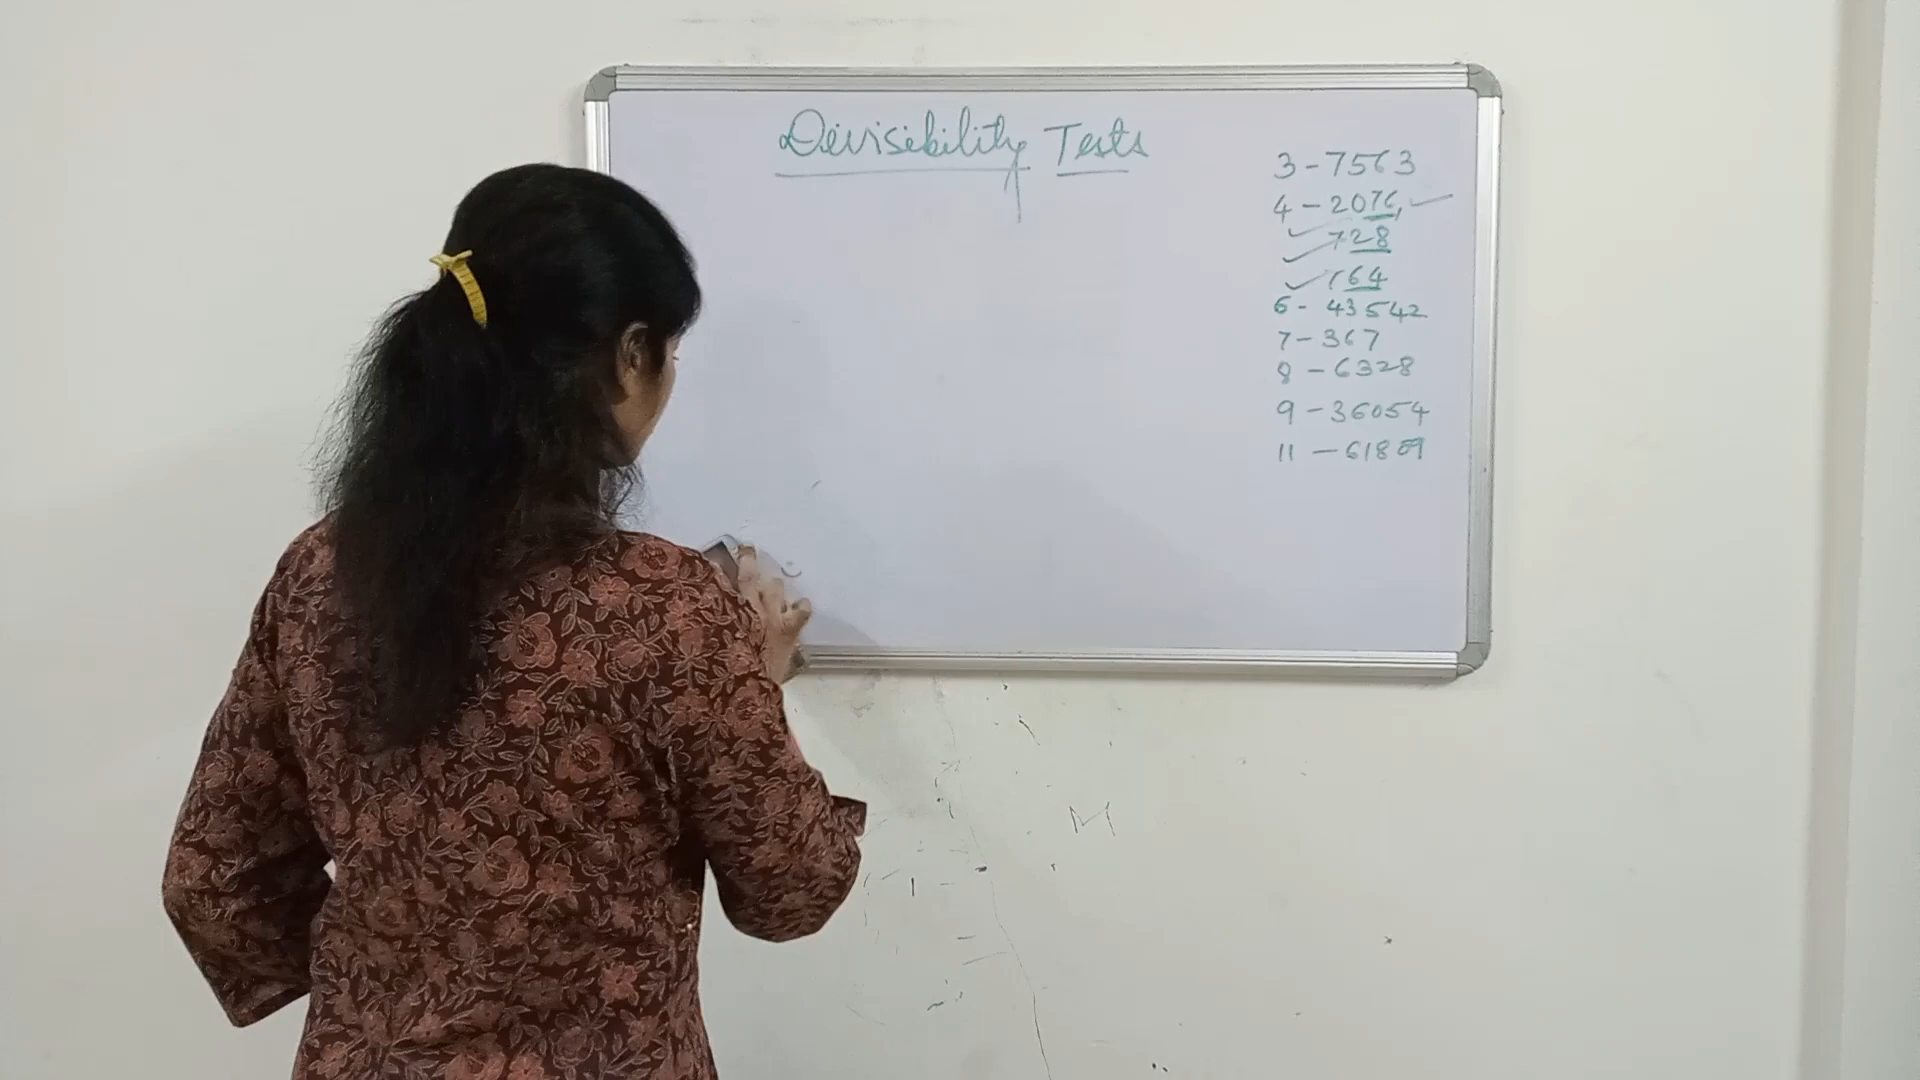 Divisibility Tests
3 - 7563
4 - 2076, ✓
✓ 728
✓ 164
6 - 43542
7 - 367
8 - 6328
9 - 36054
11 - 61809
M